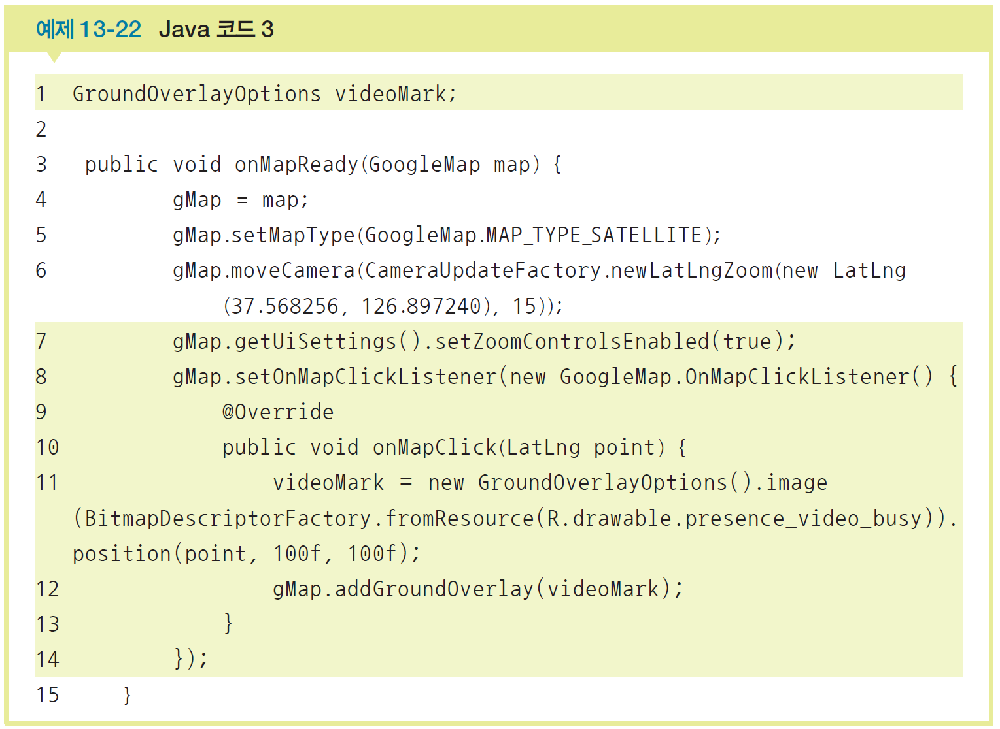 예제 13-22 Java 코드 3
1 GroundOverlayOptions videoMark;
2
3 public void onMapReady(GoogleMap map) {
4 gMap = map;
5 gMap.setMapType(GoogleMap.MAP_TYPE_SATELLITE);
6 gMap.moveCamera(CameraUpdateFactory.newLatLngZoom(new LatLng
(37.568256, 126.897240), 15));
7 gMap.getUiSettings().setZoomControlsEnabled(true);
8 gMap.setOnMapClickListener(new GoogleMap.OnMapClickListener() {
9 @Override
10 public void onMapClick(LatLng point) {
11 videoMark = new GroundOverlayOptions().image
(BitmapDescriptorFactory.fromResource(R.drawable.presence_video_busy)).
position(point, 100f, 100f);
12 gMap.addGroundOverlay(videoMark);
13 }
14 });
15 }